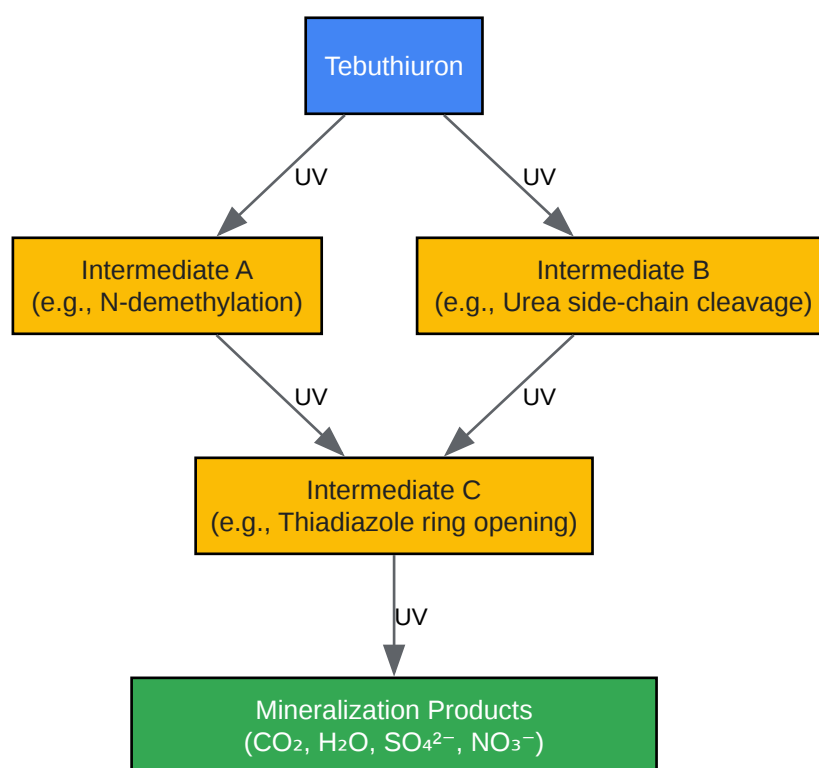 Tebuthiuron
UV
UV
Intermediate A
(e.g., N-demethylation)
Intermediate B
(e.g., Urea side-chain cleavage)
UV
UV
Intermediate C
(e.g., Thiadiazole ring opening)
UV
Mineralization Products
(CO₂, H₂O, SO₄²⁻, NO₃⁻)